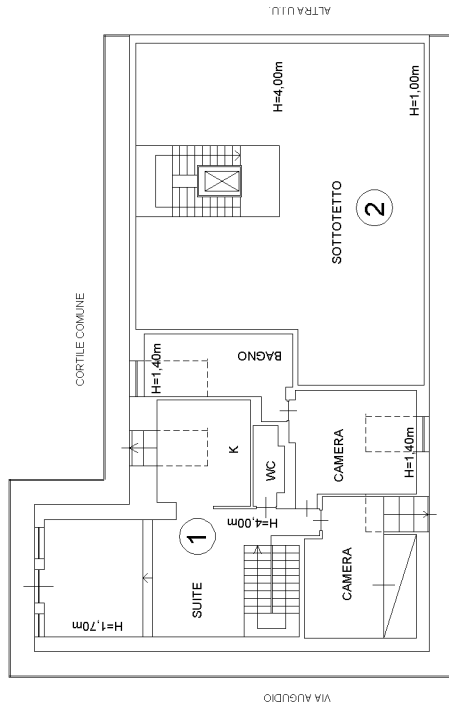 ALTRA U.I.U.
H=4,00m
H=1,00m
SOTTOTETTO
2
CORTILE COMUNE
H=1,40m
BAGNO
K
WC
CAMERA
H=1,40m
H=4,00m
1
SUITE
CAMERA
H=1,70m
VIA AUGUDIO